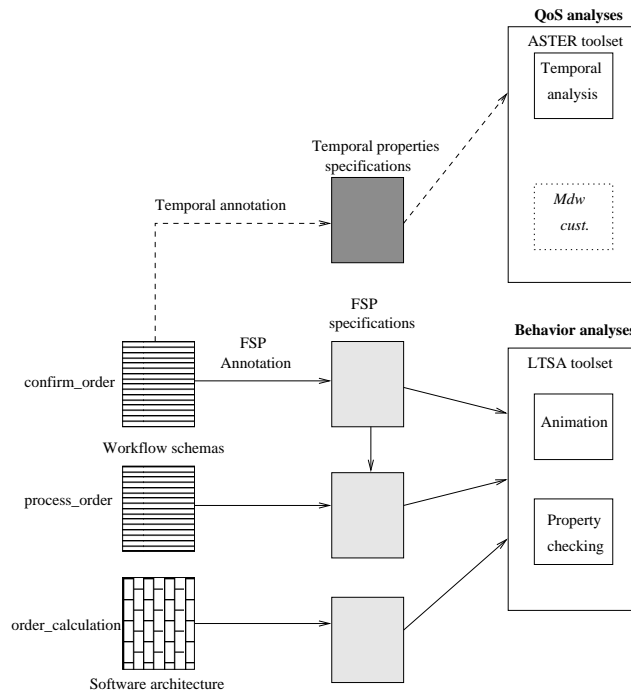 QoS analyses
ASTER toolset
Temporal
analysis
Temporal properties
specifications
Temporal annotation
Mdw
cust.
FSP
specifications
Behavior analyses
FSP
Annotation
LTSA toolset
confirm_order
Animation
Workflow schemas
process_order
Property
checking
order_calculation
Software architecture